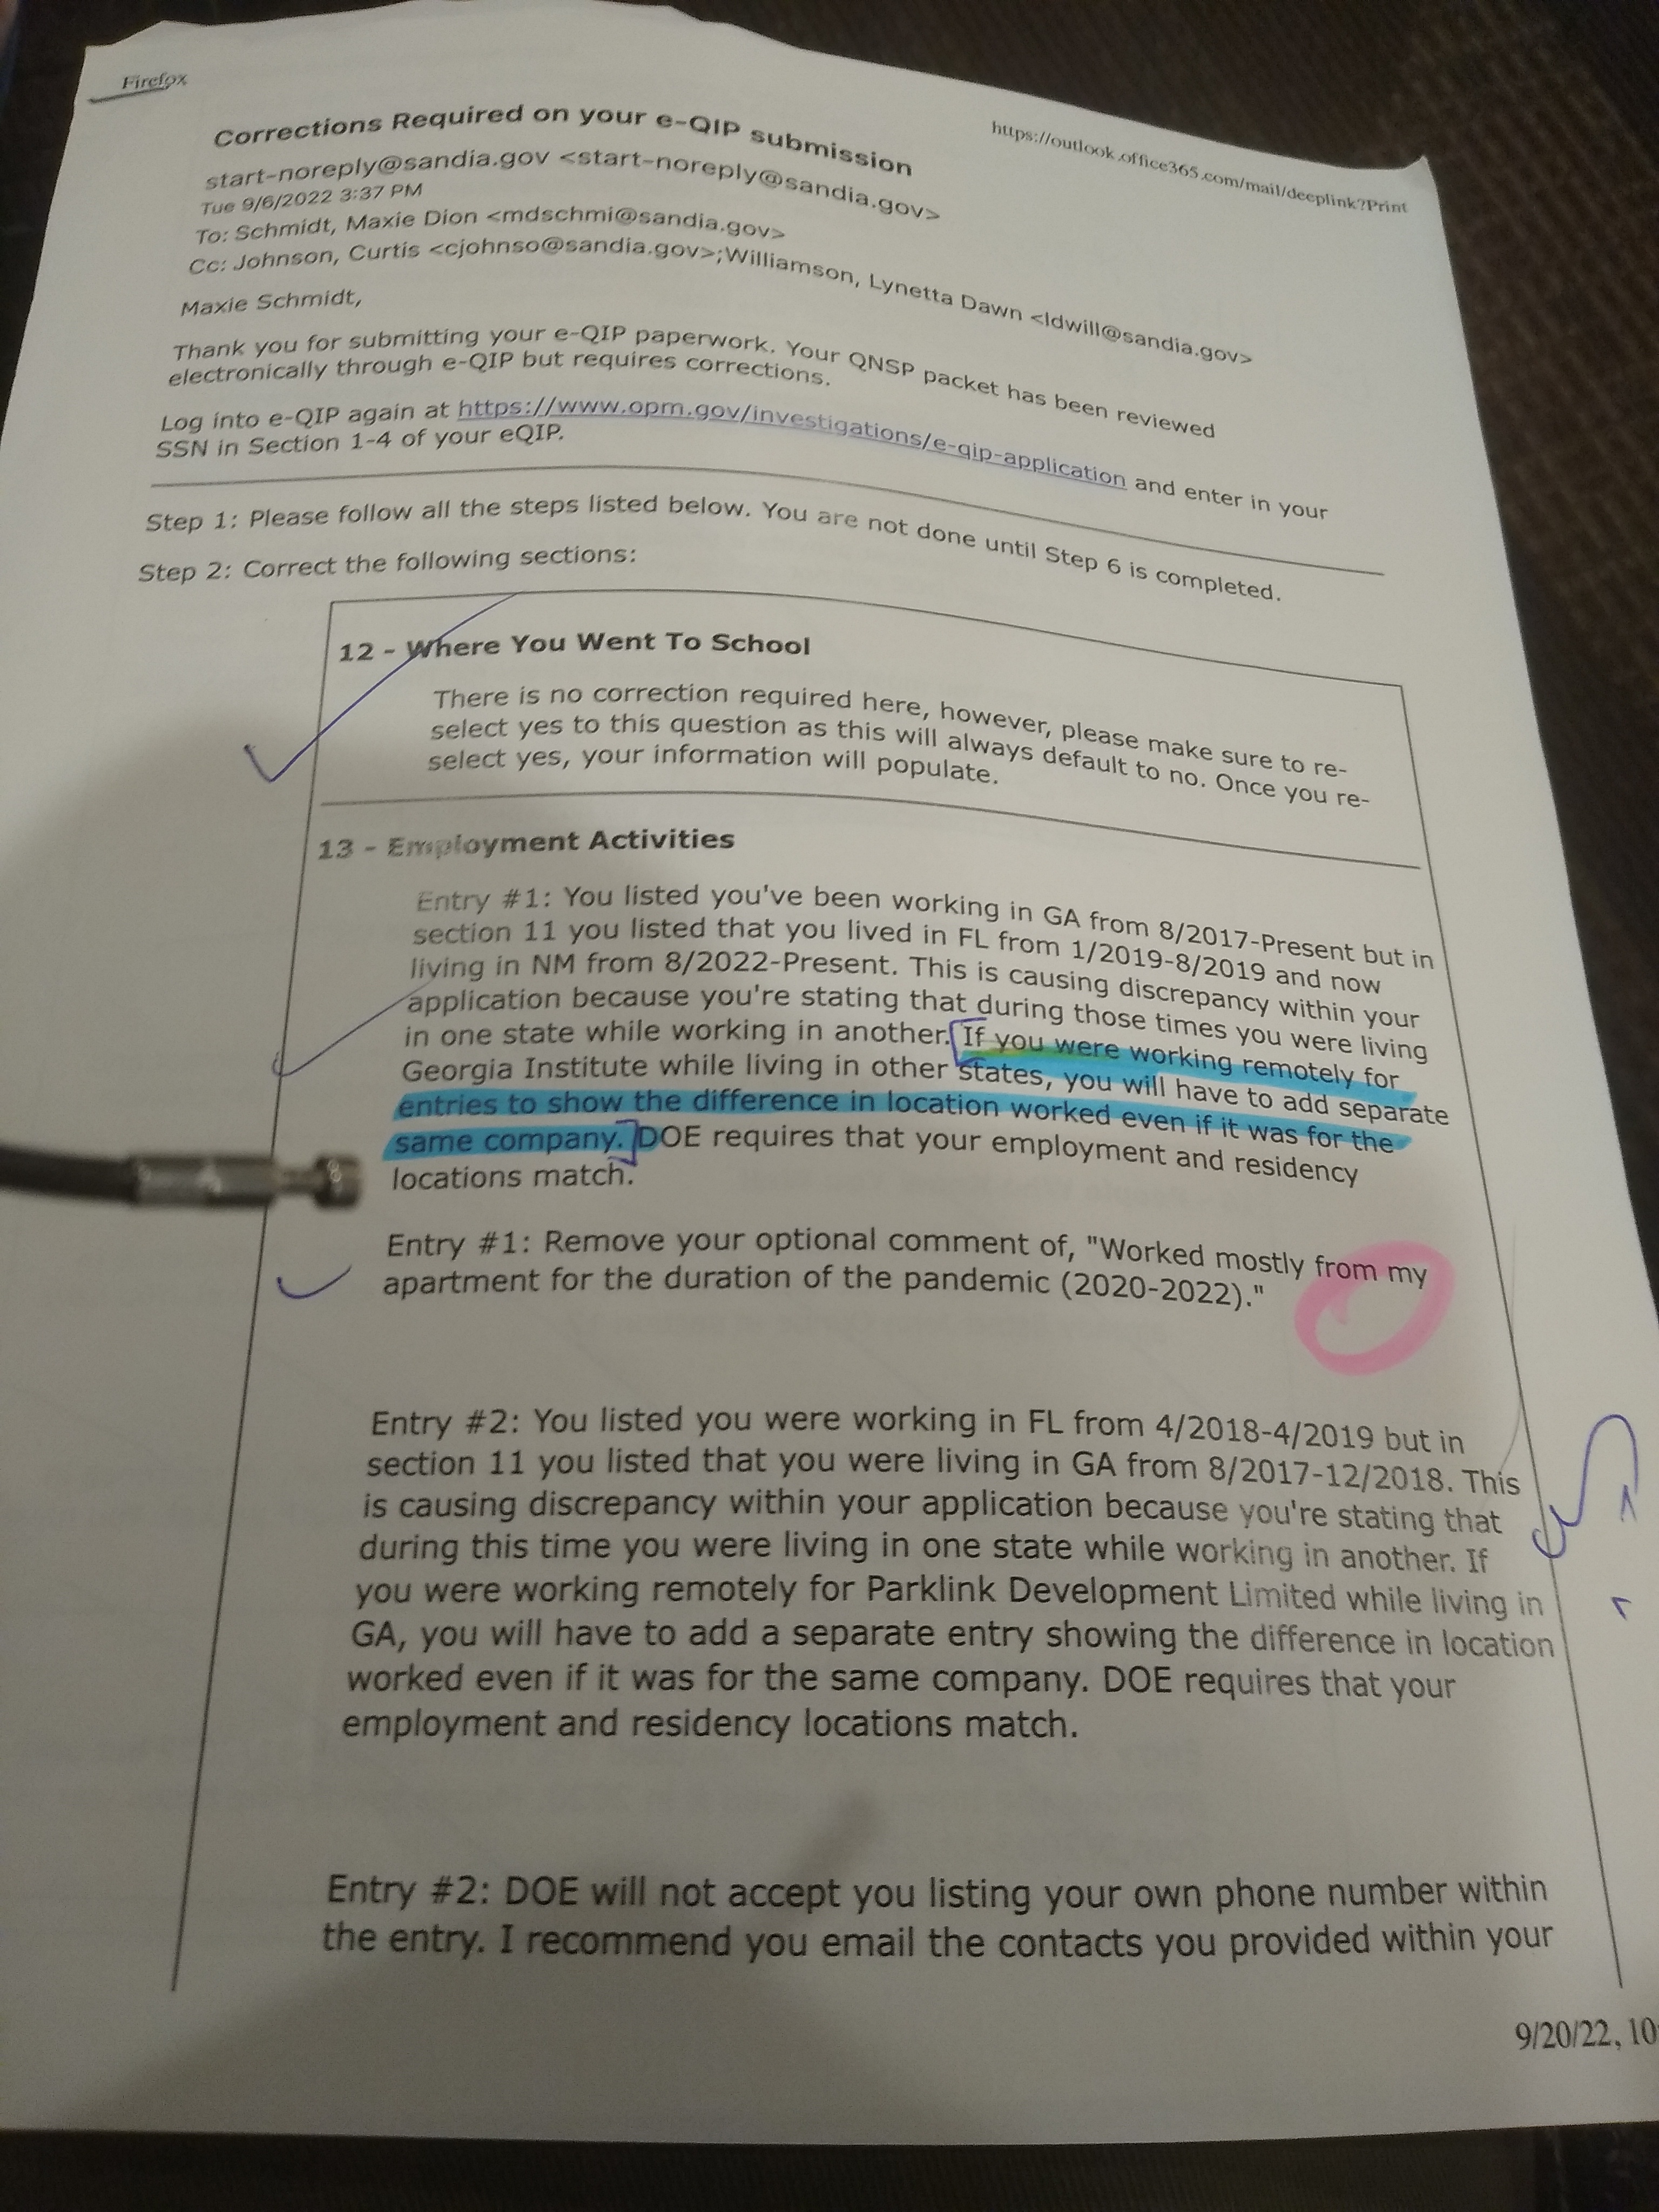 Firefox
https://outlook.office365.com/mail/deeplink?Print
Corrections Required on your e-QIP submission
start-noreply@sandia.gov <start-noreply@sandia.gov>
Tue 9/6/2022 3:37 PM
To: Schmidt, Maxie Dion <mdschmi@sandia.gov>
Cc: Johnson, Curtis <cjohnso@sandia.gov>;Williamson, Lynetta Dawn <ldwill@sandia.gov>
Maxie Schmidt,
Thank you for submitting your e-QIP paperwork. Your QNSP packet has been reviewed
electronically through e-QIP but requires corrections.
Log into e-QIP again at https://www.opm.gov/investigations/e-qip-application and enter in your
SSN in Section 1-4 of your eQIP.
Step 1: Please follow all the steps listed below. You are not done until Step 6 is completed.
Step 2: Correct the following sections:
12 - Where You Went To School
There is no correction required here, however, please make sure to re-
select yes to this question as this will always default to no. Once you re-
select yes, your information will populate.
13 - Employment Activities
Entry #1: You listed you've been working in GA from 8/2017-Present but in
section 11 you listed that you lived in FL from 1/2019-8/2019 and now
living in NM from 8/2022-Present. This is causing discrepancy within your
application because you're stating that during those times you were living
in one state while working in another. If you were working remotely for
Georgia Institute while living in other states, you will have to add separate
entries to show the difference in location worked even if it was for the
same company. DOE requires that your employment and residency
locations match.
Entry #1: Remove your optional comment of, "Worked mostly from my
apartment for the duration of the pandemic (2020-2022)."
Entry #2: You listed you were working in FL from 4/2018-4/2019 but in
section 11 you listed that you were living in GA from 8/2017-12/2018. This
is causing discrepancy within your application because you're stating that
during this time you were living in one state while working in another. If
you were working remotely for Parklink Development Limited while living in
GA, you will have to add a separate entry showing the difference in location
worked even if it was for the same company. DOE requires that your
employment and residency locations match.
Entry #2: DOE will not accept you listing your own phone number within
the entry. I recommend you email the contacts you provided within your
9/20/22, 10